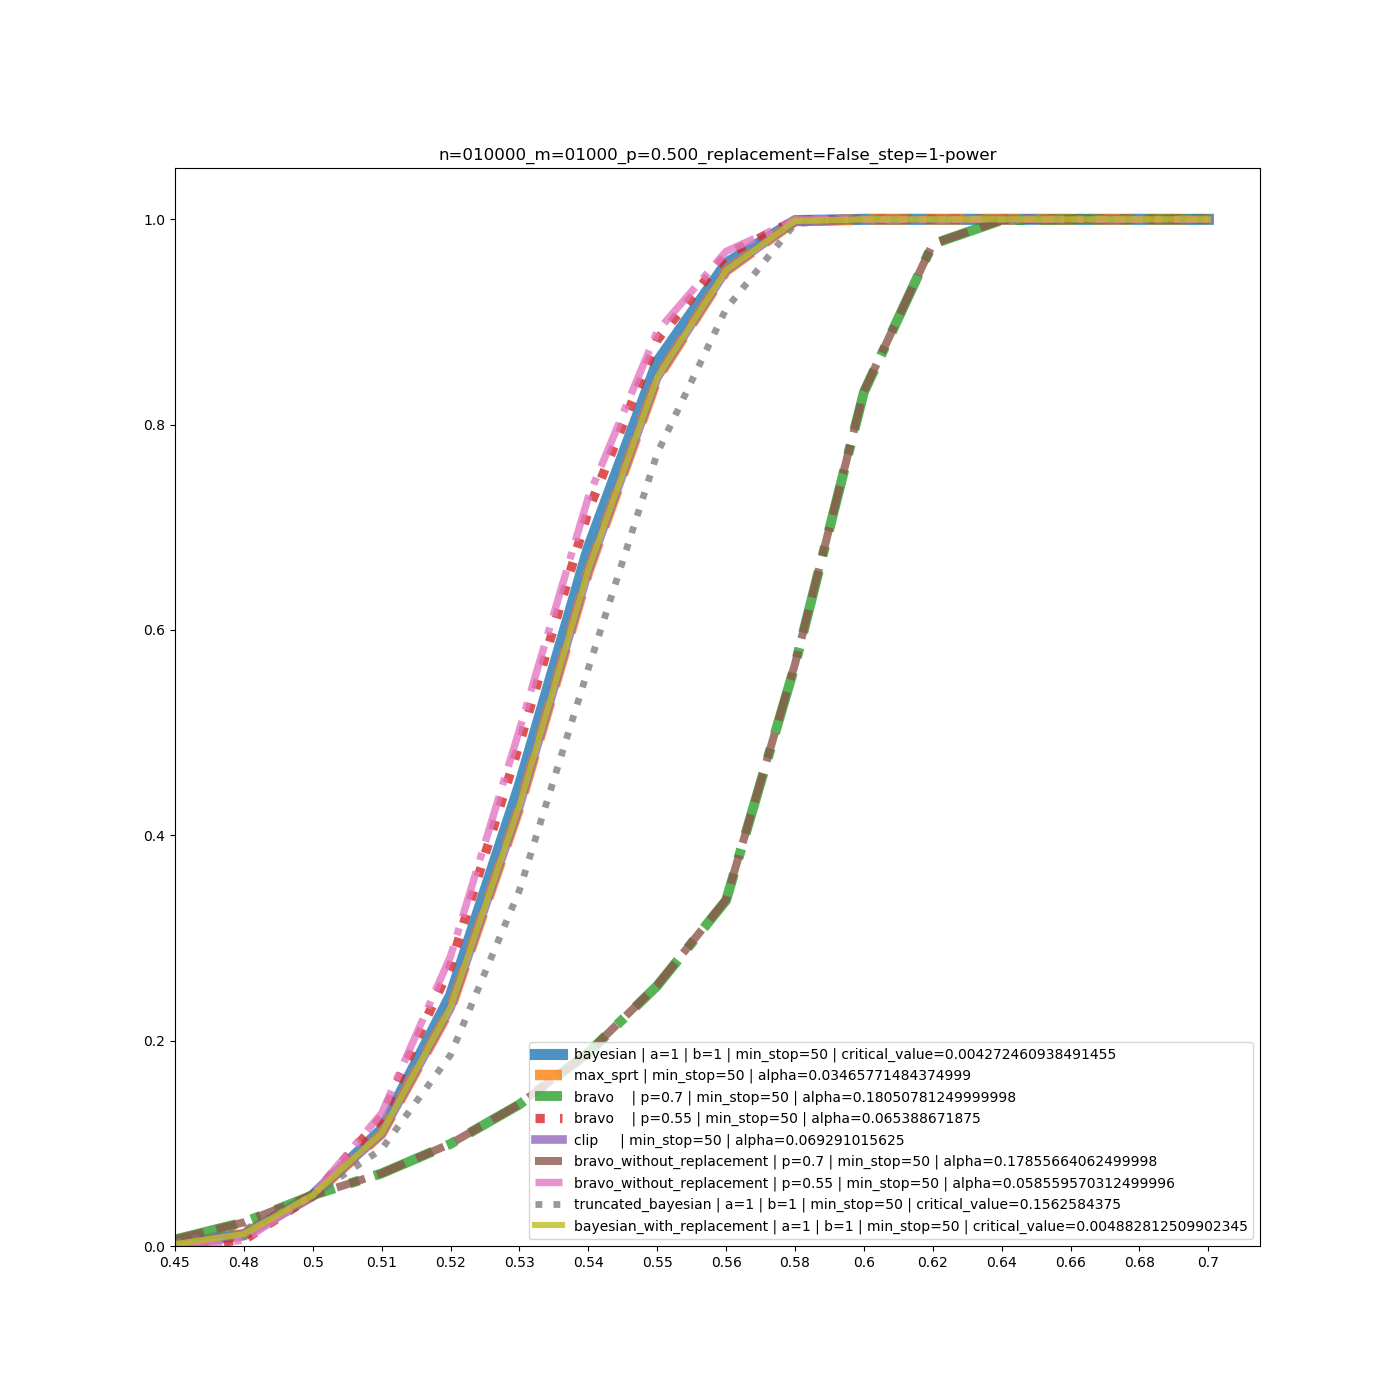 n=010000_m=01000_p=0.500_replacement=False_step=1-power
1.0
0.8
0.6
0.4
0.2
0.0
bayesian | a=1 | b=1 | min_stop=50 | critical_value=0.004272460938491455
max_sprt | min_stop=50 | alpha=0.03465771484374999
bravo | p=0.7 | min_stop=50 | alpha=0.18050781249999998
bravo | p=0.55 | min_stop=50 | alpha=0.065388671875
clip | min_stop=50 | alpha=0.069291015625
bravo_without_replacement | p=0.7 | min_stop=50 | alpha=0.17855664062499998
bravo_without_replacement | p=0.55 | min_stop=50 | alpha=0.058559570312499996
truncated_bayesian | a=1 | b=1 | min_stop=50 | critical_value=0.1562584375
bayesian_with_replacement | a=1 | b=1 | min_stop=50 | critical_value=0.004882812509902345
0.45 0.48 0.5 0.51 0.52 0.53 0.54 0.55 0.56 0.58 0.6 0.62 0.64 0.66 0.68 0.7